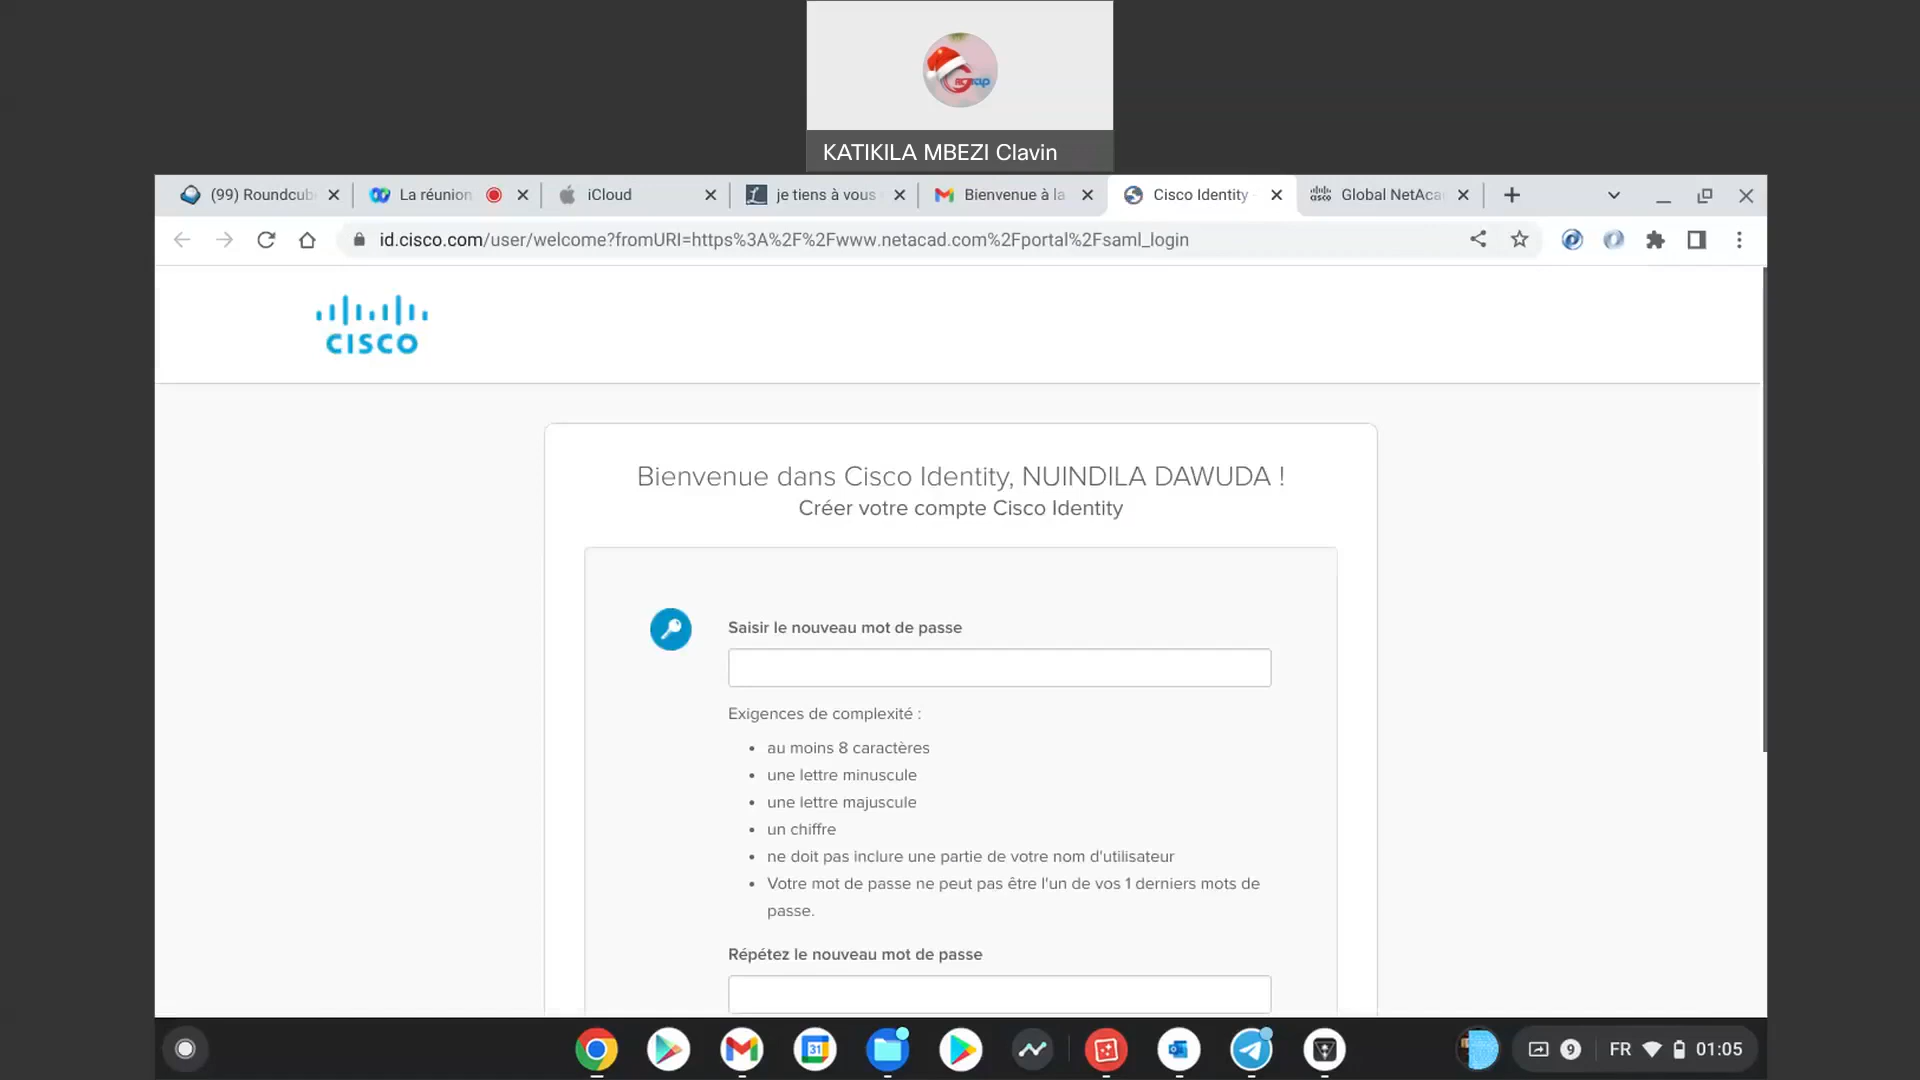 KATIKILA MBEZI Clavin
(99) Roundcub
La réunion
iCloud
je tiens à vous
Bienvenue à la
Cisco Identity
Global NetAca
id.cisco.com/user/welcome?fromURI=https%3A%2F%2Fwww.netacad.com%2Fportal%2Fsaml_login
CISCO
Bienvenue dans Cisco Identity, NUINDILA DAWUDA !
Créer votre compte Cisco Identity
Saisir le nouveau mot de passe
Exigences de complexité :
• au moins 8 caractères
• une lettre minuscule
• une lettre majuscule
• un chiffre
• ne doit pas inclure une partie de votre nom d'utilisateur
• Votre mot de passe ne peut pas être l'un de vos 1 derniers mots de
passe.
Répétez le nouveau mot de passe
31
9
FR
01:05